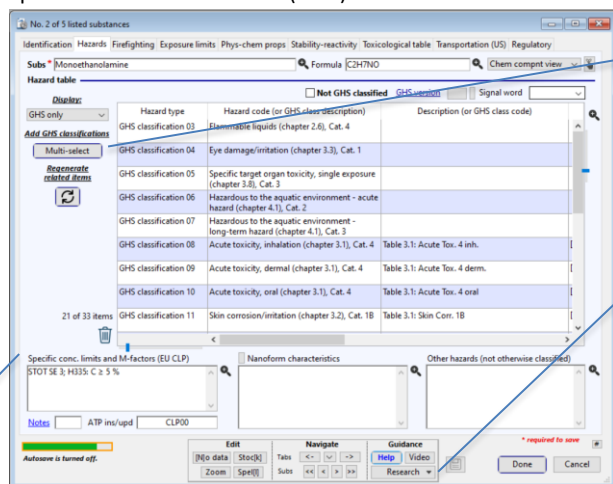 No. 2 of 5 listed substances
Identification Hazards Firefighting Exposure limits Phys-chem props Stability-reactivity Toxicological table Transportation (US) Regulatory
Subs * Monoethanolamine Formula C2H7NO Chem compnt view
Hazard table
Display: Not GHS classified GHS version Signal word
GHS only Hazard type Hazard code (or GHS class description) Description (or GHS class code)
GHS classification 03 Flammable liquids (chapter 2.6), Cat. 4
Add GHS classifications
Multi-select GHS classification 04 Eye damage/irritation (chapter 3.3), Cat. 1
Regenerate
related items
GHS classification 05 Specific target organ toxicity, single exposure
(chapter 3.8), Cat. 3
GHS classification 06 Hazardous to the aquatic environment - acute
hazard (chapter 4.1), Cat. 2
GHS classification 07 Hazardous to the aquatic environment -
long-term hazard (chapter 4.1), Cat. 3
GHS classification 08 Acute toxicity, inhalation (chapter 3.1), Cat. 4 Table 3.1: Acute Tox. 4 inh.
GHS classification 09 Acute toxicity, dermal (chapter 3.1), Cat. 4 Table 3.1: Acute Tox. 4 derm.
GHS classification 10 Acute toxicity, oral (chapter 3.1), Cat. 4 Table 3.1: Acute Tox. 4 oral
21 of 33 items GHS classification 11 Skin corrosion/irritation (chapter 3.2), Cat. 1B Table 3.1: Skin Corr. 1B
Specific conc. limits and M-factors (EU CLP) Nanoform characteristics Other hazards (not otherwise classified)
STOT SE 3; H335: C ≥ 5 %
Notes ATP ins/upd CLP00
Autosave is turned off.
Edit Navigate Guidance
[N]o data Stoc[k] Tabs <- -> Help Video
Zoom Spel[l] Subs << < > >> Research
* required to save
Done Cancel